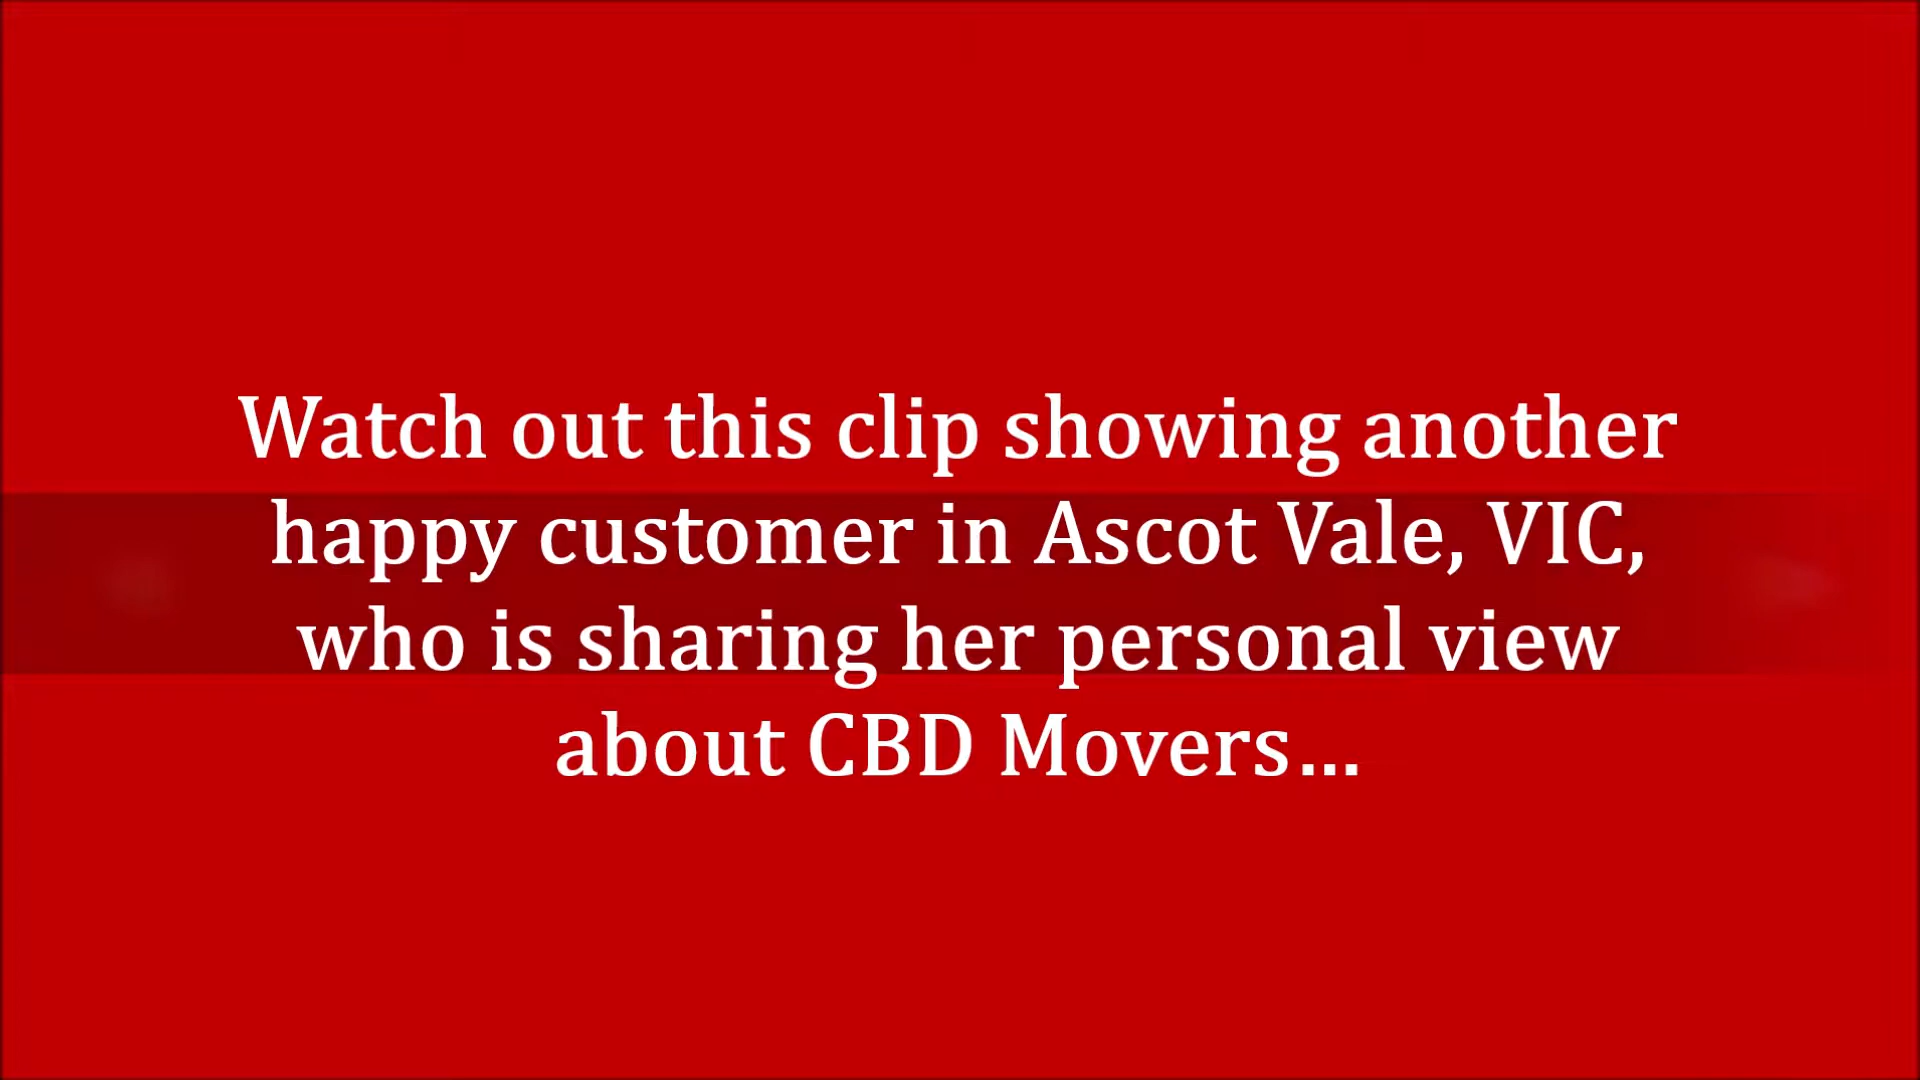 Watch out this clip showing another
happy customer in Ascot Vale, VIC,
who is sharing her personal view
about CBD Movers...